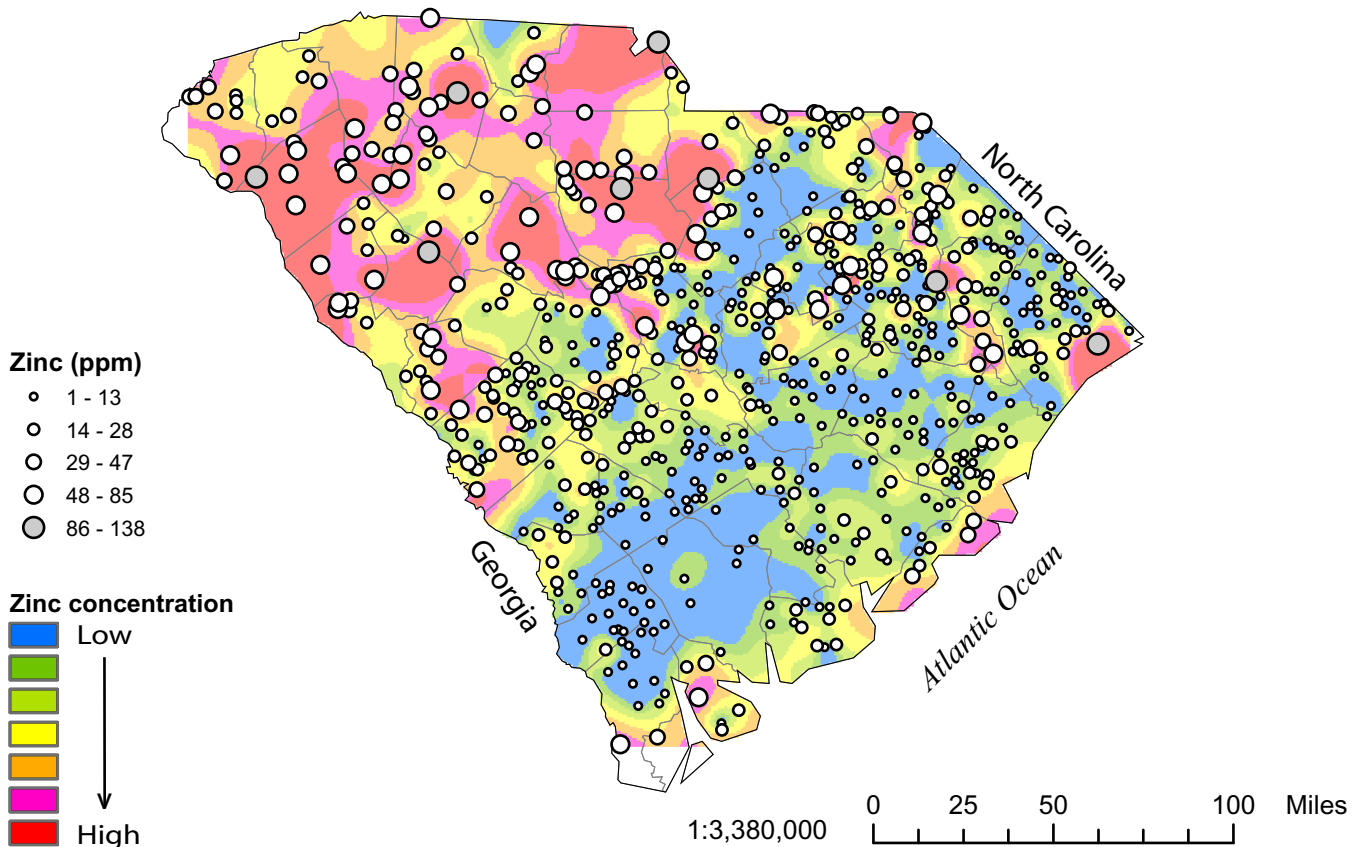 North Carolina
Zinc (ppm)
1 - 13
14 - 28
29 - 47
48 - 85
86 - 138
Georgia
Atlantic Ocean
Zinc concentration
Low
High
0 25 50 100 Miles
1:3,380,000